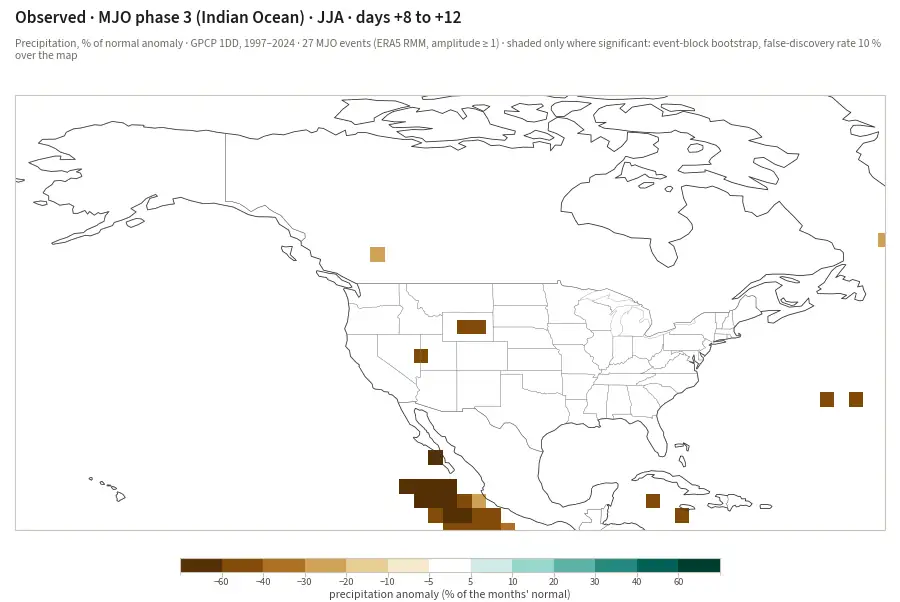 Observed · MJO phase 3 (Indian Ocean) · JJA · days +8 to +12
Precipitation, % of normal anomaly · GPCP 1DD, 1997–2024 · 27 MJO events (ERA5 RMM, amplitude ≥ 1) · shaded only where significant: event-block bootstrap, false-discovery rate 10 %
over the map
−60 −40 −30 −20 −10 −5 5 10 20 30 40 60
precipitation anomaly (% of the months' normal)